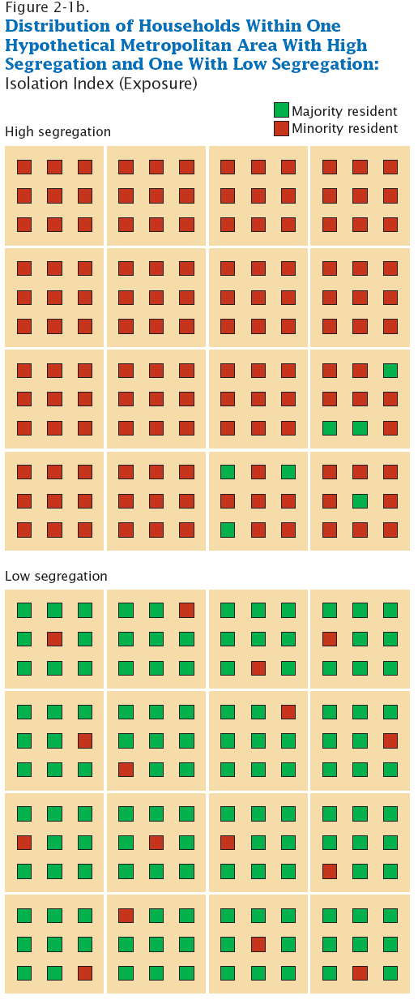 Figure 2-1b.
Distribution of Households Within One
Hypothetical Metropolitan Area With High
Segregation and One With Low Segregation:
Isolation Index (Exposure)
Majority resident
Minority resident
High segregation
Low segregation